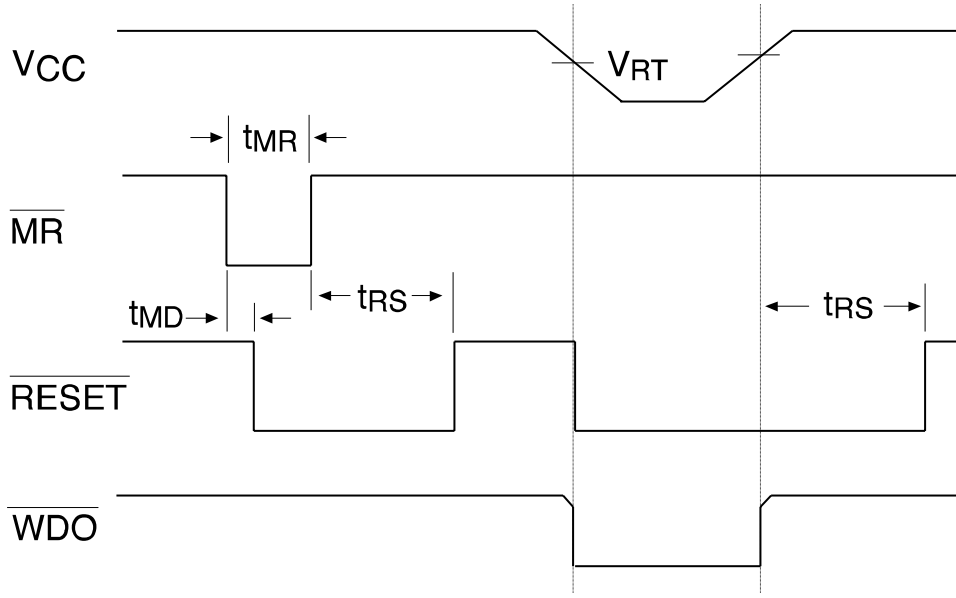 VCC
VRT
tMR
MR
tRS
tRS
tMD
RESET
WDO